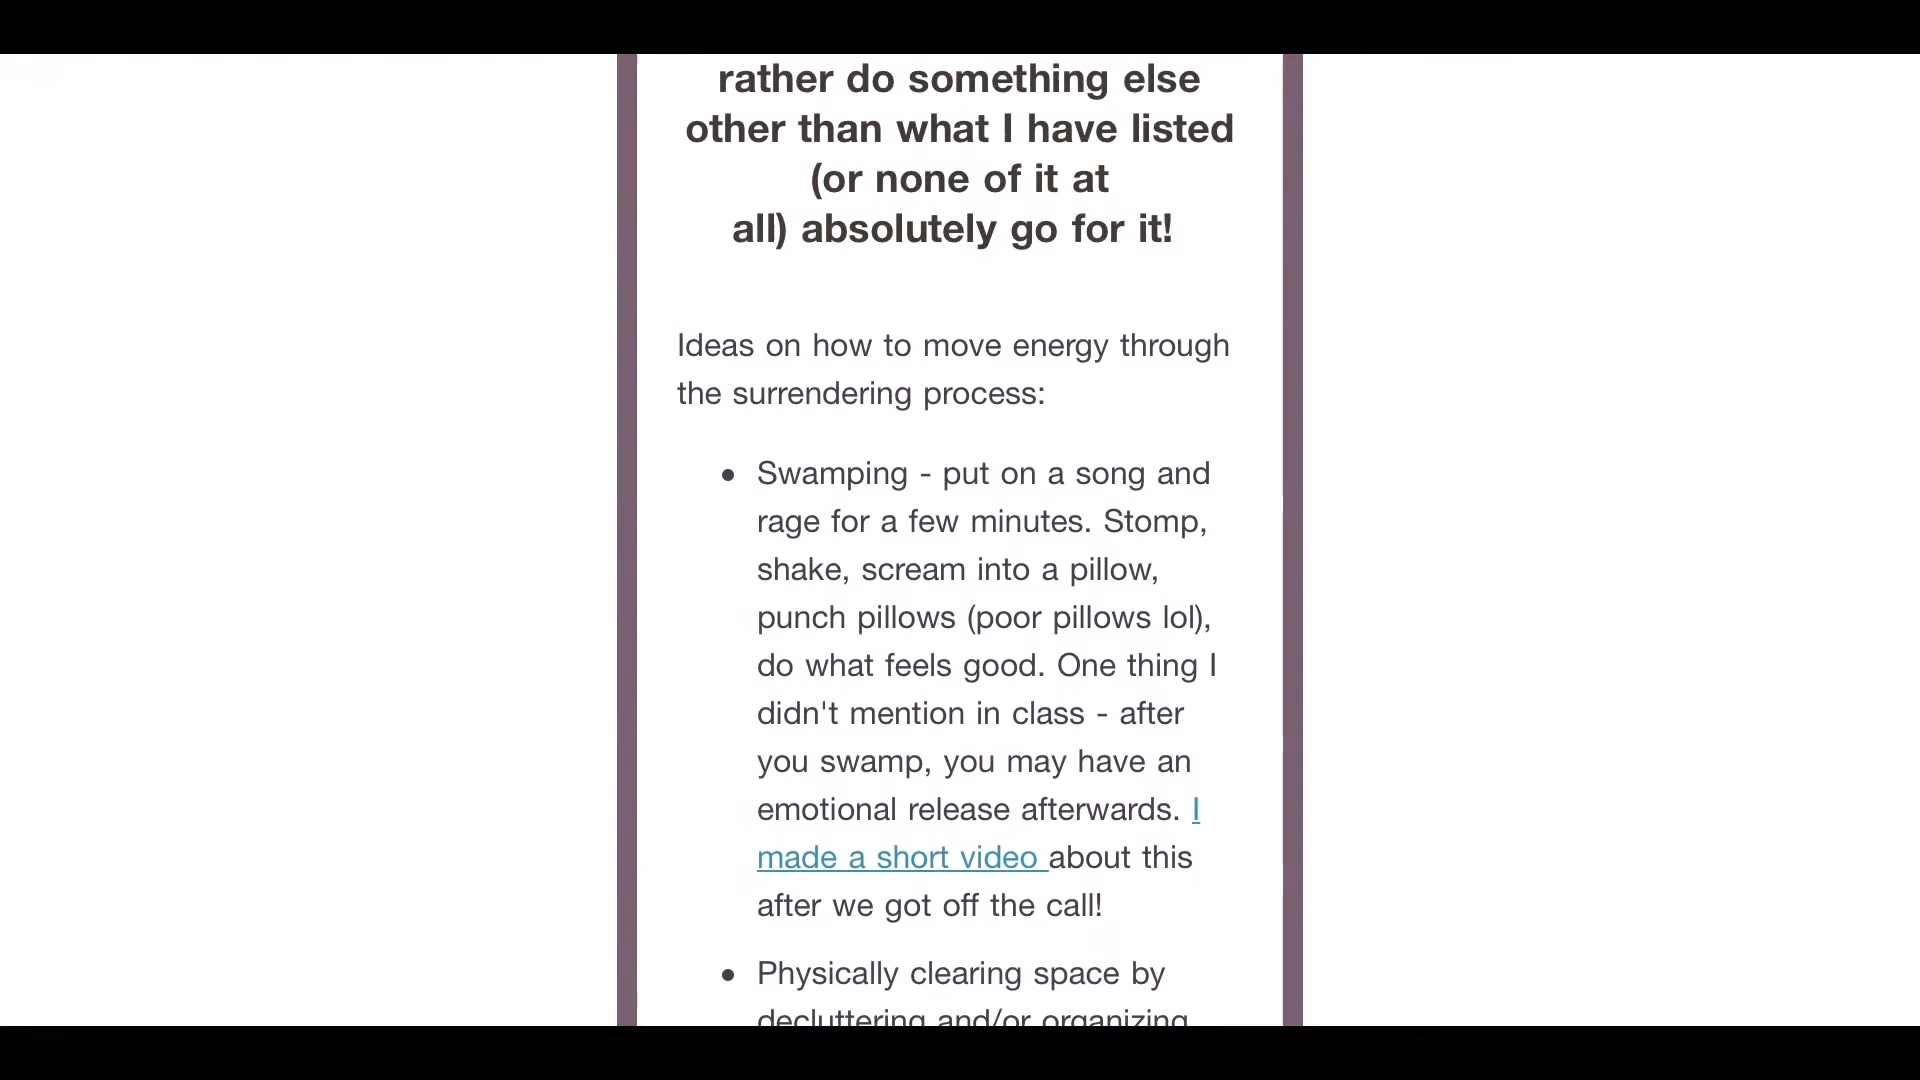 rather do something else
other than what I have listed
(or none of it at
all) absolutely go for it!
Ideas on how to move energy through
the surrendering process:
• Swamping - put on a song and
rage for a few minutes. Stomp,
shake, scream into a pillow,
punch pillows (poor pillows lol),
do what feels good. One thing I
didn't mention in class - after
you swamp, you may have an
emotional release afterwards. I
made a short video about this
after we got off the call!
• Physically clearing space by
decluttering and/or organizing